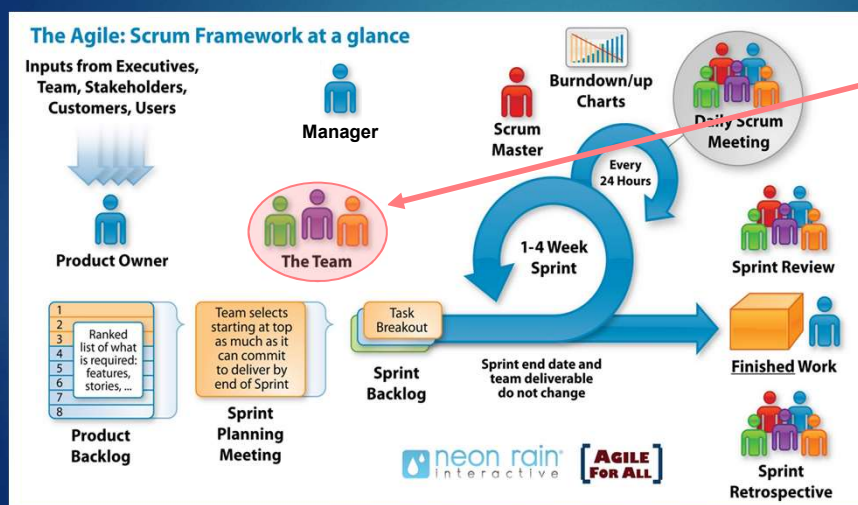 The Agile: Scrum Framework at a glance
Inputs from Executives,
Team, Stakeholders,
Customers, Users
Product Owner
Manager
The Team
Scrum
Master
Burndown/up
Charts
Daily Scrum
Meeting
Every
24 Hours
1-4 Week
Sprint
Sprint Review
1
2
3
4
5
6
7
8
Ranked
list of what
is required:
features,
stories, ...
Product
Backlog
Team selects
starting at top
as much as it
can commit
to deliver by
end of Sprint
Sprint
Planning
Meeting
Task
Breakout
Sprint
Backlog
Sprint end date and
team deliverable
do not change
Finished Work
Sprint
Retrospective
neon rain
interactive
AGILE
FOR ALL